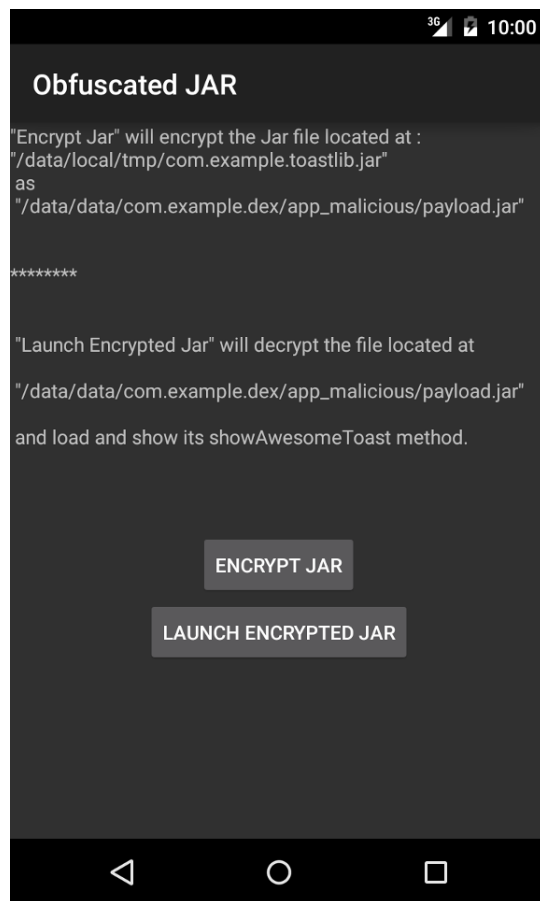 3G 10:00
Obfuscated JAR
"Encrypt Jar" will encrypt the Jar file located at :
"/data/local/tmp/com.example.toastlib.jar"
as
"/data/data/com.example.dex/app_malicious/payload.jar"
********
"Launch Encrypted Jar" will decrypt the file located at
"/data/data/com.example.dex/app_malicious/payload.jar"
and load and show its showAwesomeToast method.
ENCRYPT JAR
LAUNCH ENCRYPTED JAR